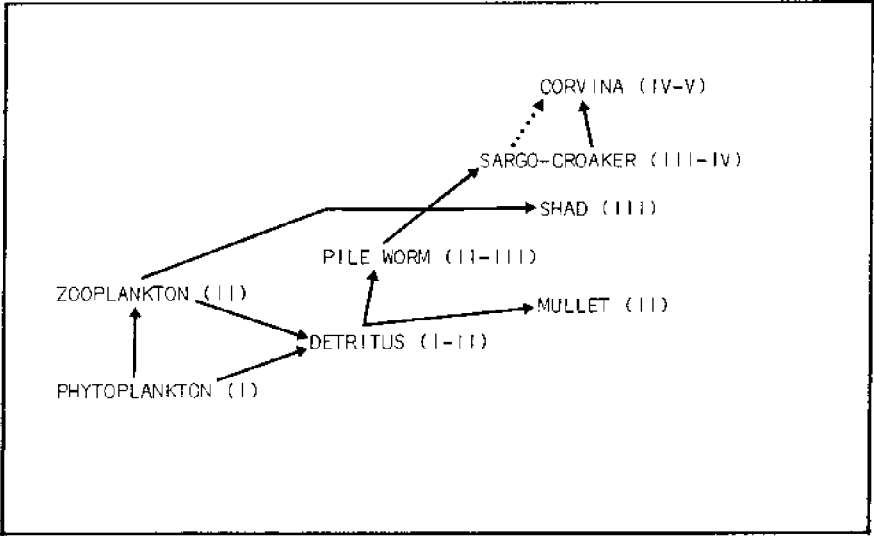 CORVINA (IV-V)
SARGO-CROAKER (III-IV)
SHAD (III)
PILE WORM (II-III)
ZOOPLANKTON (II)
MULLET (II)
DETRITUS (I-II)
PHYTOPLANKTON (I)